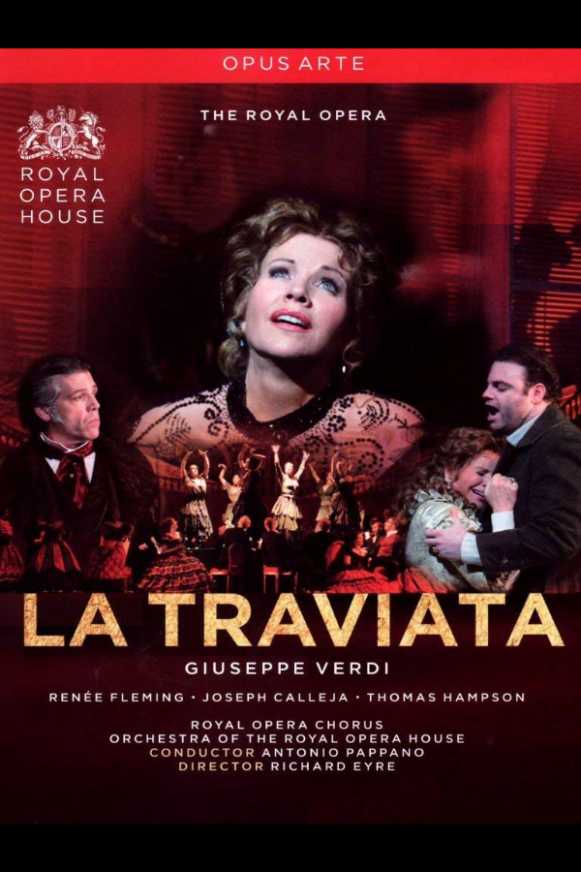 OPUS ARTE
THE ROYAL OPERA
ROYAL
OPERA
HOUSE
LA TRAVIATA
GIUSEPPE VERDI
RENÉE FLEMING · JOSEPH CALLEJA · THOMAS HAMPSON
ROYAL OPERA CHORUS
ORCHESTRA OF THE ROYAL OPERA HOUSE
CONDUCTOR ANTONIO PAPPANO
DIRECTOR RICHARD EYRE